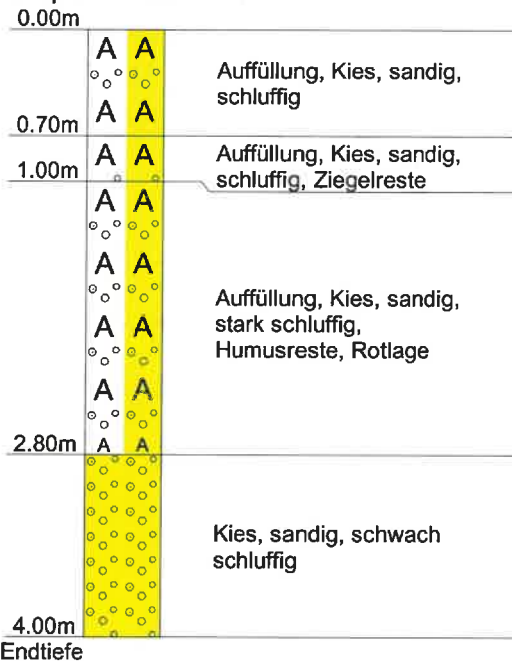 0.00m
A A
Auffüllung, Kies, sandig,
schluffig
A A
0.70m
A A
Auffüllung, Kies, sandig,
schluffig, Ziegelreste
1.00m
A A
A A
Auffüllung, Kies, sandig,
stark schluffig,
Humusreste, Rotlage
A A
A A
A A
2.80m
Kies, sandig, schwach
schluffig
4.00m
Endtiefe